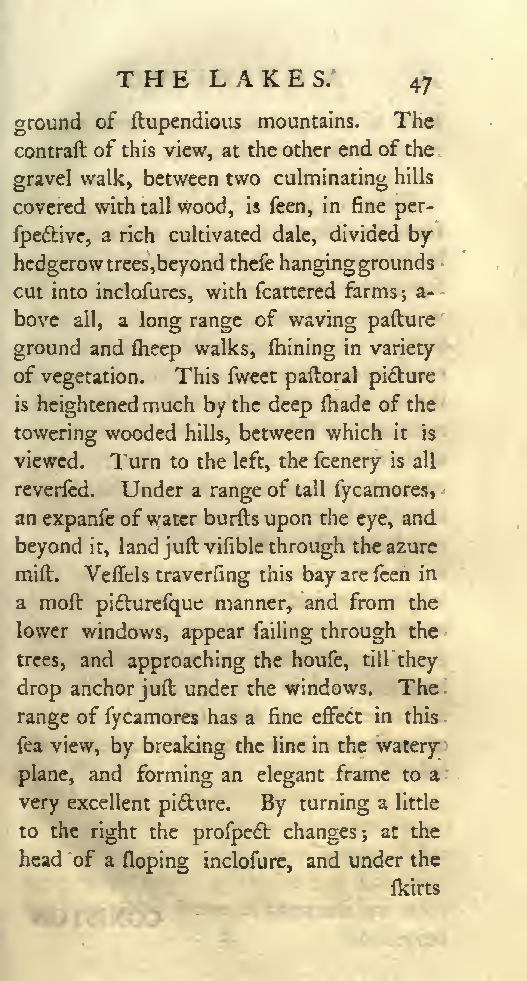 THE LAKES. 47
ground of ſtupendious mountains. The
contraſt of this view, at the other end of the
gravel walk, between two culminating hills
covered with tall wood, is ſeen, in fine per-
ſpective, a rich cultivated dale, divided by
hedgerow trees, beyond theſe hanging grounds
cut into incloſures, with ſcattered farms; a-
bove all, a long range of waving paſture
ground and ſheep walks, ſhining in variety
of vegetation. This ſweet paſtoral picture
is heightened much by the deep ſhade of the
towering wooded hills, between which it is
viewed. Turn to the left, the ſcenery is all
reverſed. Under a range of tall ſycamores,
an expanſe of water burſts upon the eye, and
beyond it, land juſt viſible through the azure
miſt. Veſſels traverſing this bay are ſeen in
a moſt pictureſque manner, and from the
lower windows, appear ſailing through the
trees, and approaching the houſe, till they
drop anchor juſt under the windows. The
range of ſycamores has a fine effect in this
ſea view, by breaking the line in the watery
plane, and forming an elegant frame to a
very excellent picture. By turning a little
to the right the proſpect changes; at the
head of a ſloping incloſure, and under the
ſkirts